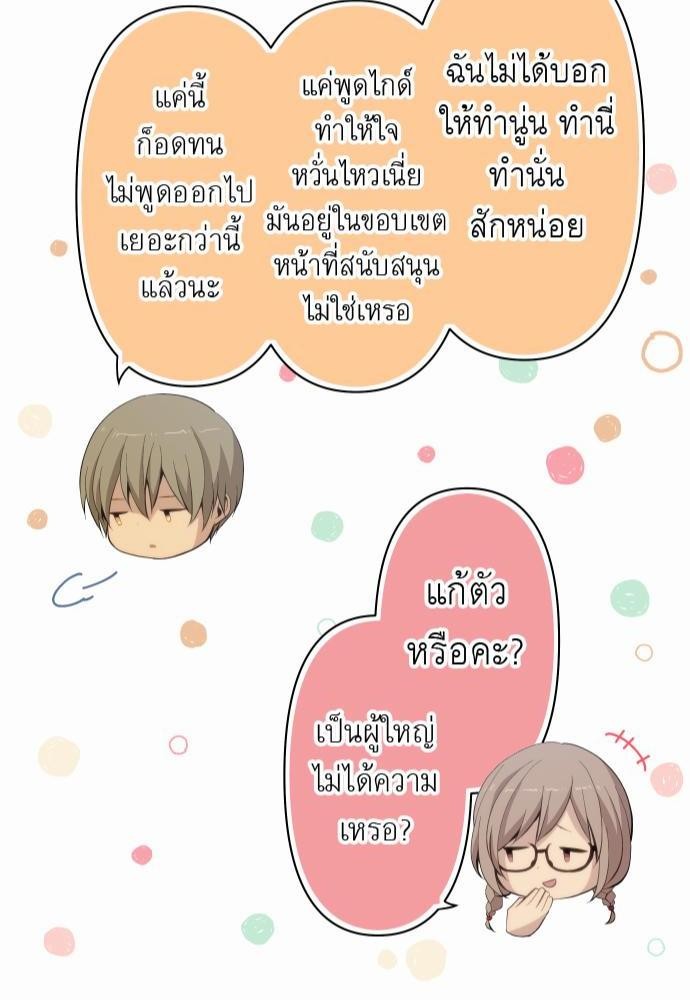 ฉันไม่ได้บอก
ให้ทำนู่น ทำนี่
ทำนั่น
สักหน่อย
แค่พูดไกด์
ทำให้ใจ
หวั่นไหวเนี่ย
มันอยู่ในขอบเขต
หน้าที่สนับสนุน
ไม่ใช่เหรอ
แค่นี้
ก็อดทน
ไม่พูดออกไป
เยอะกว่านี้
แล้วนะ
แก้ตัว
หรือคะ?
เป็นผู้ใหญ่
ไม่ได้ความ
เหรอ?